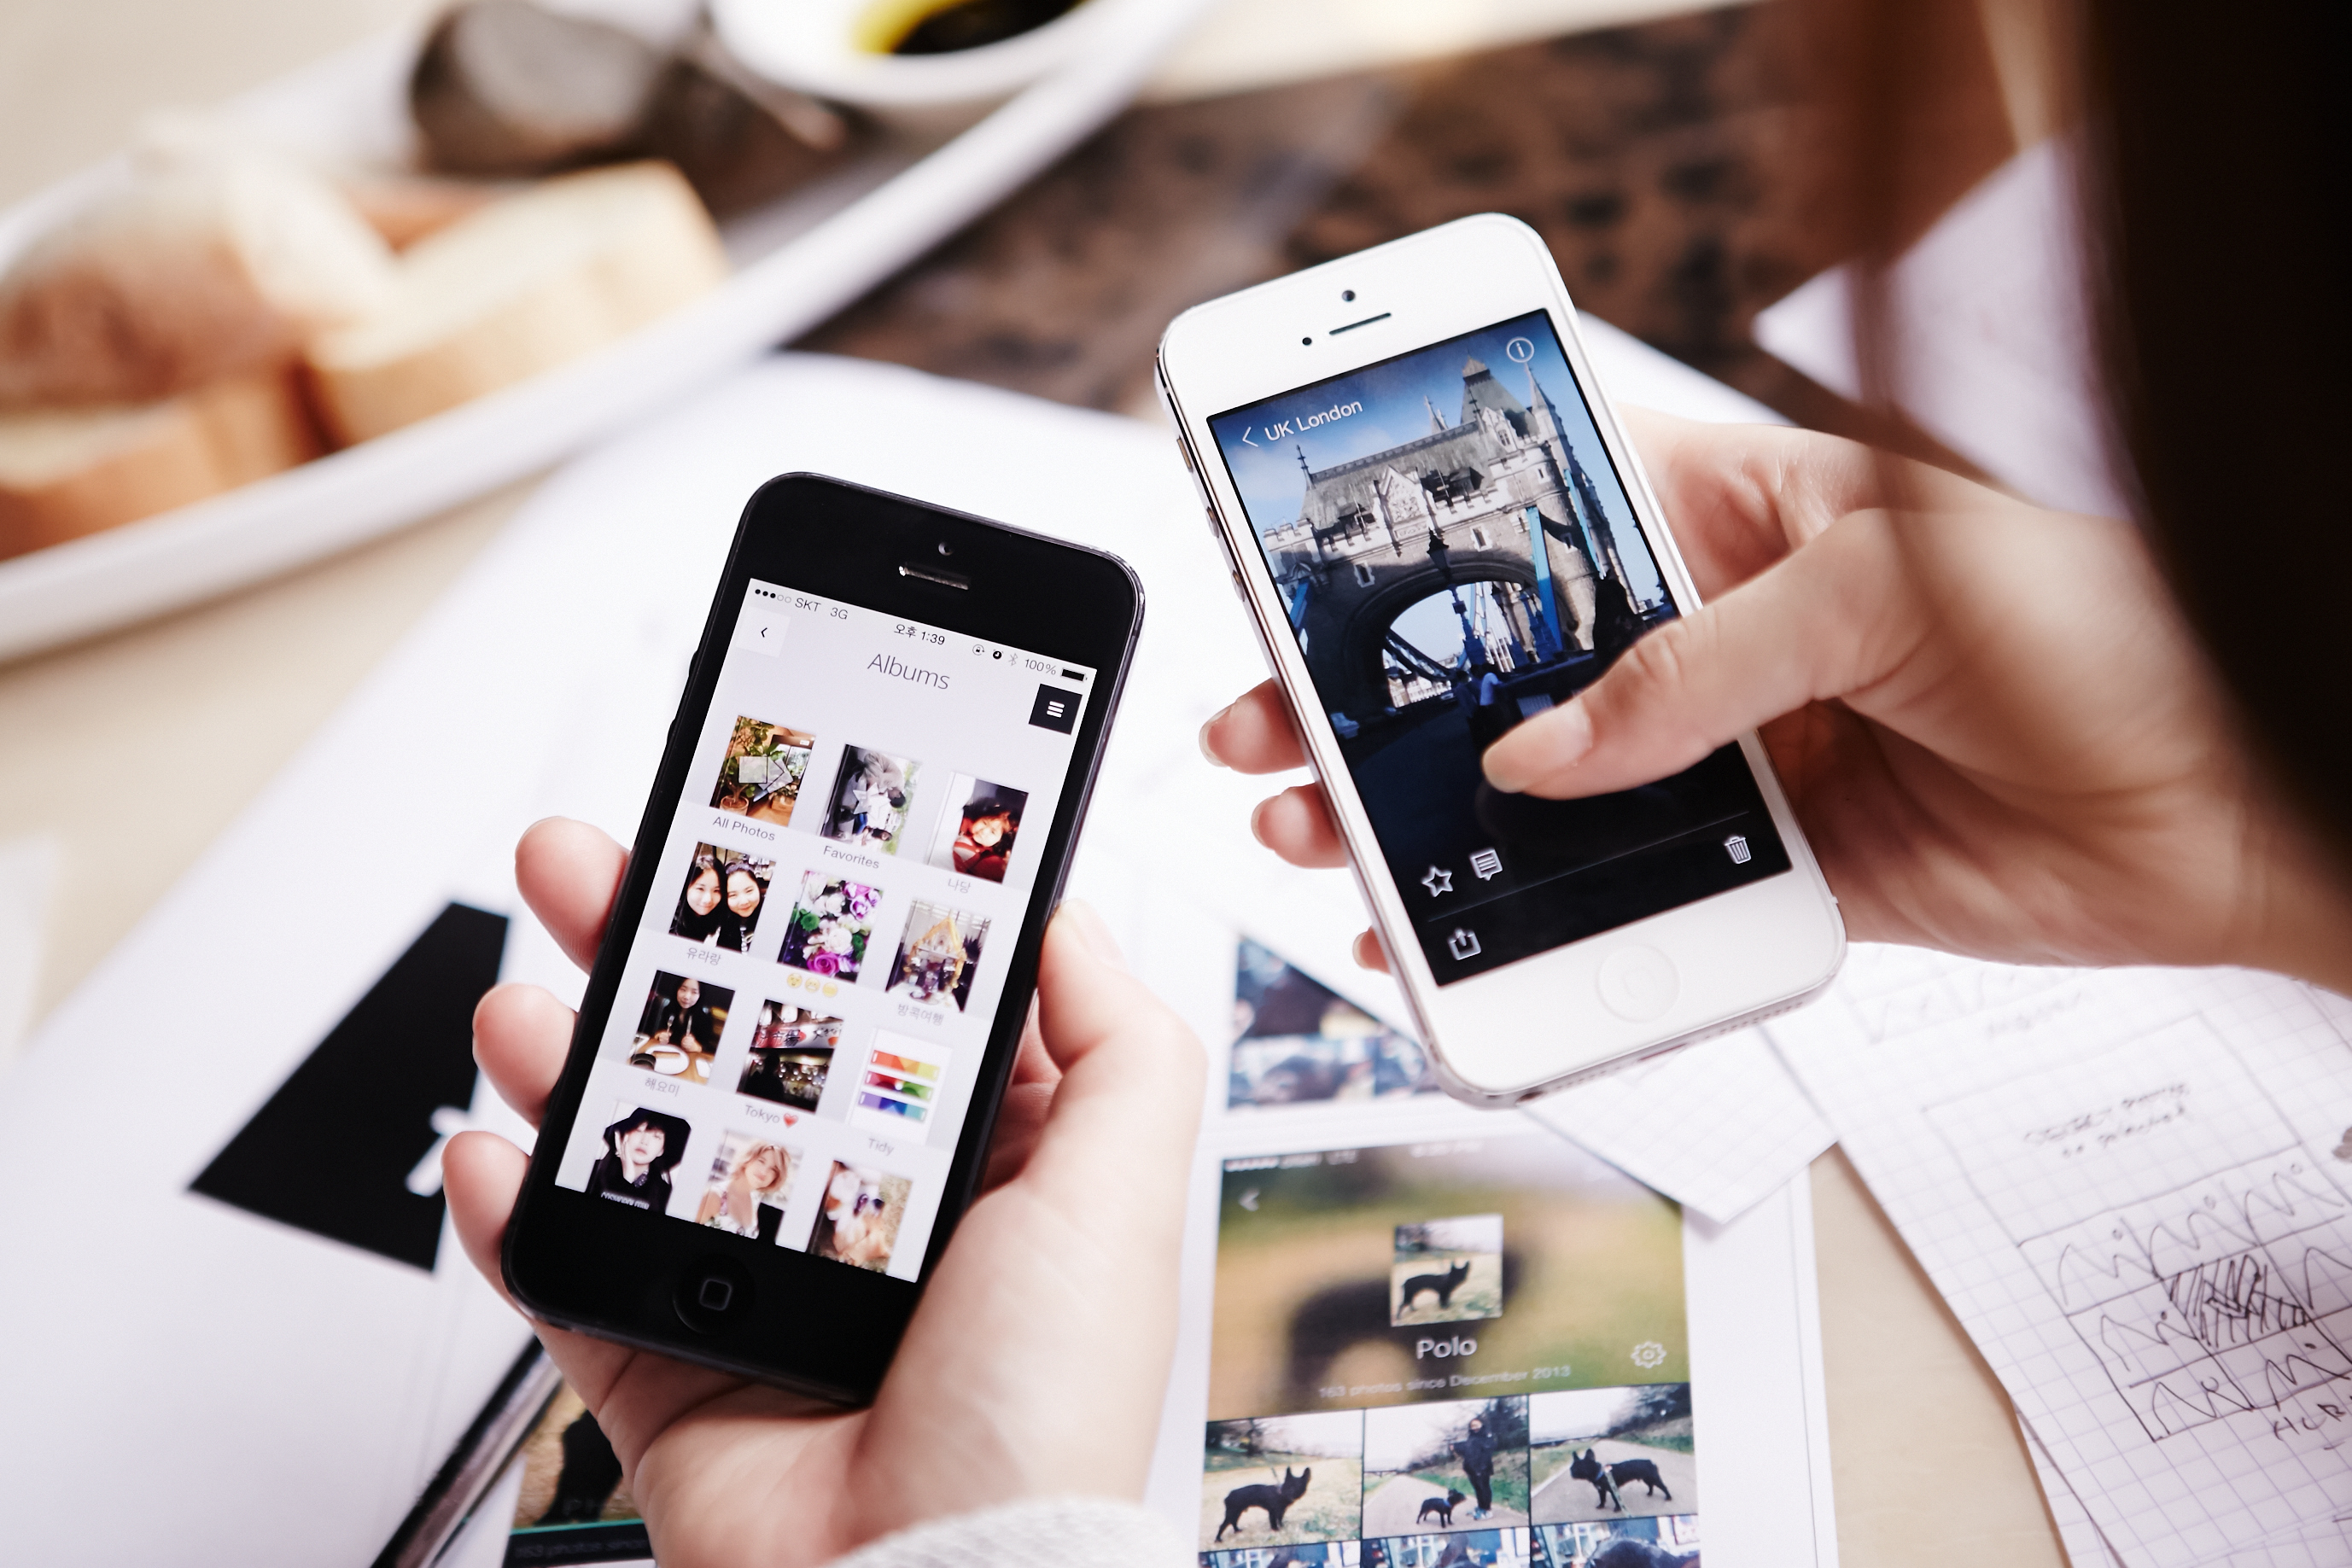 UK London
SKT 3G
오후 1:39
100%
Albums
All Photos
Favorites
나당
유라랑
방콕여행
해요미
Tokyo
Tidy
Polo
163 photos since December 2013